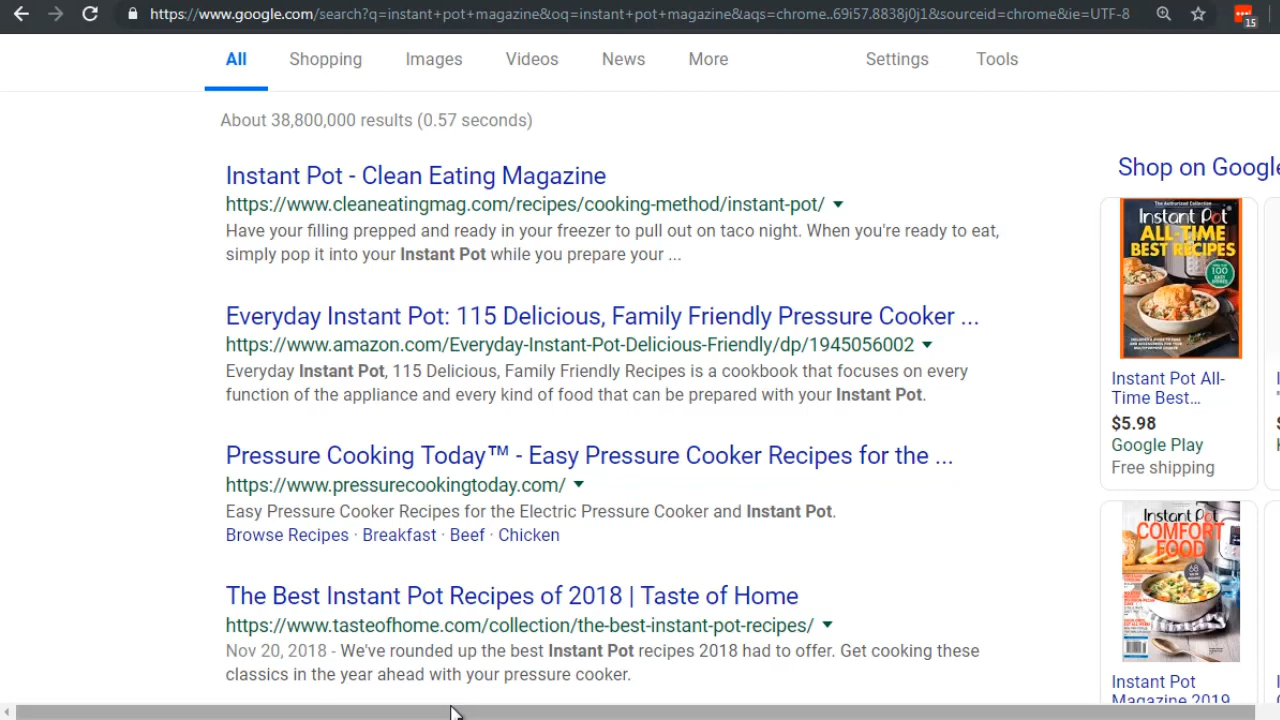 https://www.google.com/search?q=instant+pot+magazine&oq=instant+pot+magazine&aqs=chrome..69i57.8838j0j1&sourceid=chrome&ie=UTF-8
15
All Shopping Images Videos News More Settings Tools
About 38,800,000 results (0.57 seconds)
Instant Pot - Clean Eating Magazine
https://www.cleaneatingmag.com/recipes/cooking-method/instant-pot/
Have your filling prepped and ready in your freezer to pull out on taco night. When you're ready to eat,
simply pop it into your Instant Pot while you prepare your ...
Everyday Instant Pot: 115 Delicious, Family Friendly Pressure Cooker ...
https://www.amazon.com/Everyday-Instant-Pot-Delicious-Friendly/dp/1945056002
Everyday Instant Pot, 115 Delicious, Family Friendly Recipes is a cookbook that focuses on every
function of the appliance and every kind of food that can be prepared with your Instant Pot.
Pressure Cooking Today™ - Easy Pressure Cooker Recipes for the ...
https://www.pressurecookingtoday.com/
Easy Pressure Cooker Recipes for the Electric Pressure Cooker and Instant Pot.
Browse Recipes · Breakfast · Beef · Chicken
The Best Instant Pot Recipes of 2018 | Taste of Home
https://www.tasteofhome.com/collection/the-best-instant-pot-recipes/
Nov 20, 2018 - We've rounded up the best Instant Pot recipes 2018 had to offer. Get cooking these
classics in the year ahead with your pressure cooker.
Shop on Google
The Authorized Collection
Instant Pot
ALL-TIME
BEST RECIPES
100
Instant Pot All-
Time Best...
$5.98
Google Play
Free shipping
Instant Pot
COMFORT
FOOD
68
Instant Pot
Magazine 2019